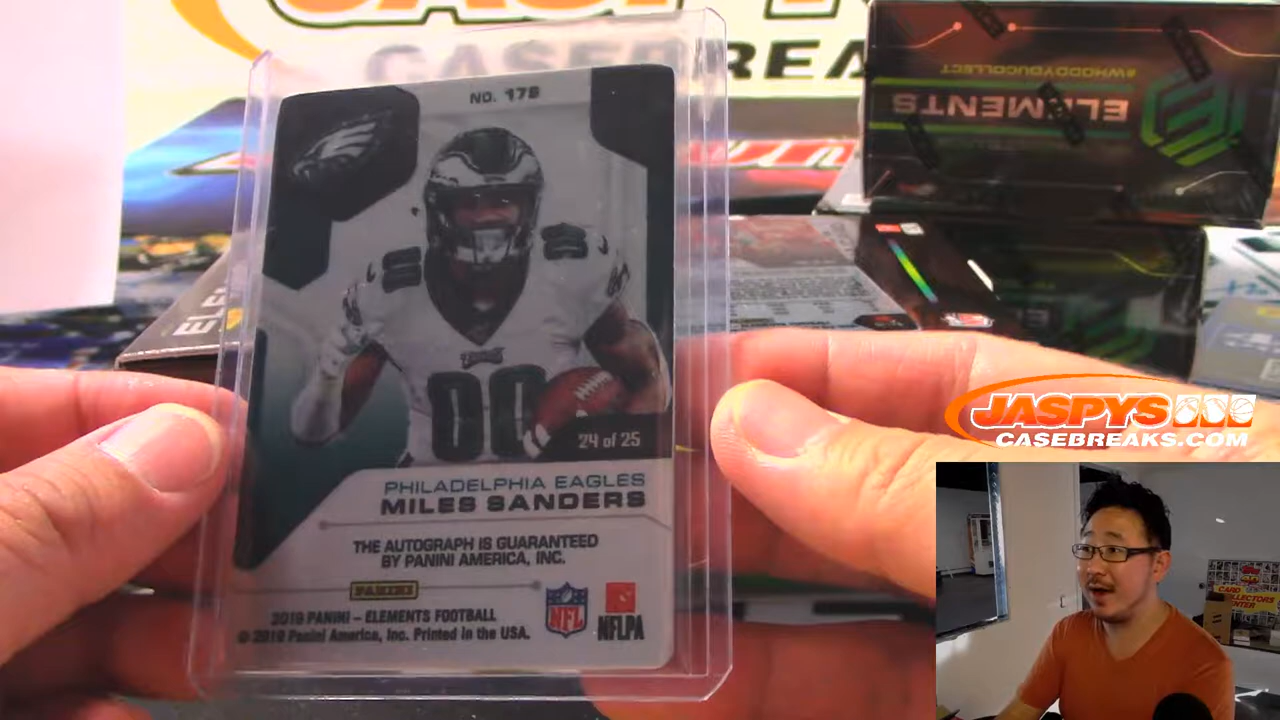 JASPY'S
CASEBREAKS
#WHODOYOUCOLLECT
ELEMENTS
NO. 178
24 of 25
PHILADELPHIA EAGLES
MILES SANDERS
THE AUTOGRAPH IS GUARANTEED
BY PANINI AMERICA, INC.
PANINI
2019 PANINI – ELEMENTS FOOTBALL
© 2019 Panini America, Inc. Printed in the USA.
NFL
NFLPA
JASPYS
CASEBREAKS.COM